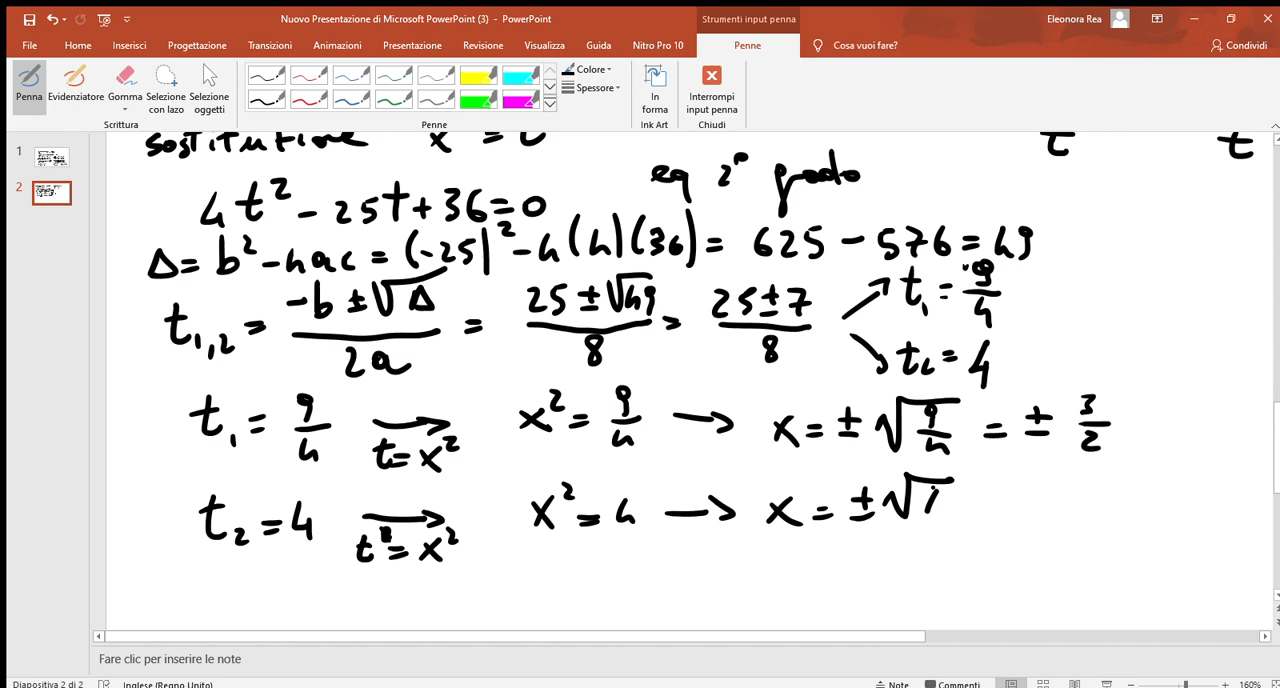 Nuovo Presentazione di Microsoft PowerPoint (3) - PowerPoint
Strumenti input penna
Eleonora Rea
File Home Inserisci Progettazione Transizioni Animazioni Presentazione Revisione Visualizza Guida Nitro Pro 10 Penne Cosa vuoi fare? Condividi
Penna Evidenziatore Gomma Selezione con lazo Selezione oggetti
Colore
Spessore
In forma
Interrompi input penna
Scrittura Penne Ink Art Chiudi
1
2
sostituzione x² = t
t t
eq 2° grado
4t² - 25t + 36 = 0
Δ = b² - 4ac = (-25)² - 4(4)(36) = 625 - 576 = 49
t₁,₂ = (-b ± √Δ)/2a = (25 ± √49)/8 = (25 ± 7)/8
t₁ = 9/4
t₂ = 4
t₁ = 9/4 → t = x² x² = 9/4 → x = ± √(9/4) = ± 3/2
t₂ = 4 → t = x² x² = 4 → x = ± √
Fare clic per inserire le note
Diapositiva 2 di 2 Inglese (Regno Unito) Note Commenti 160%